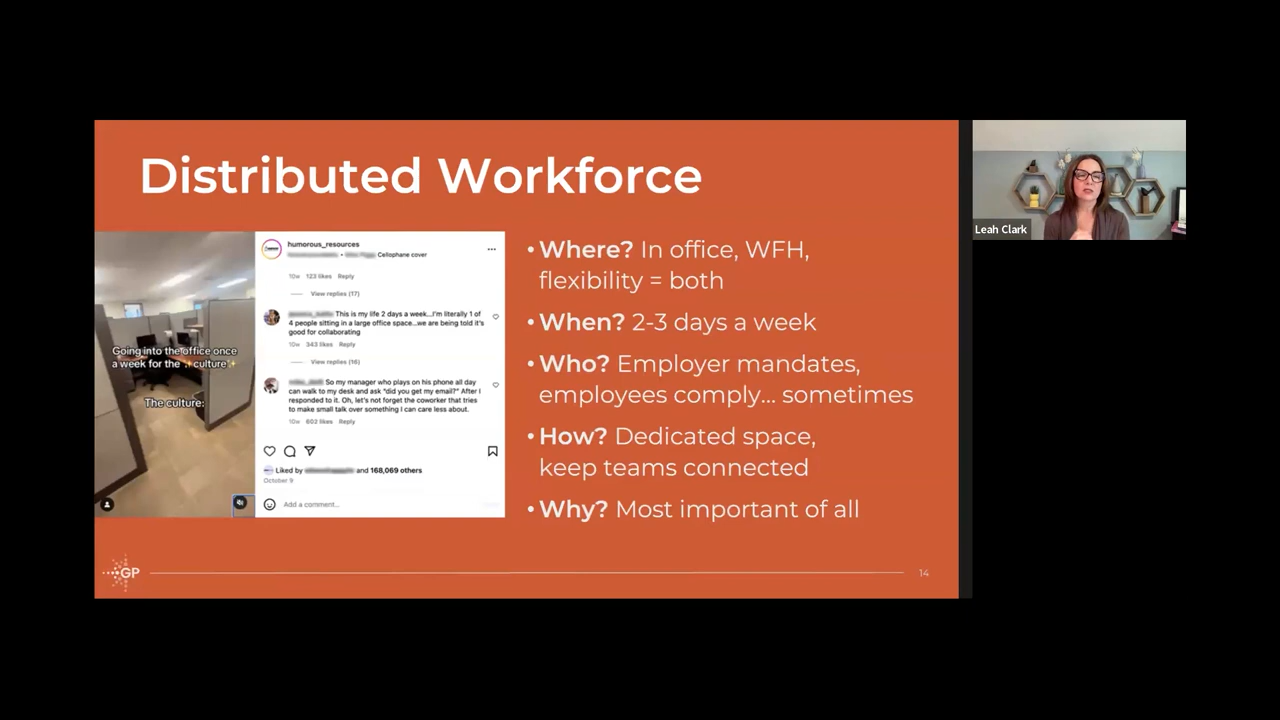 Distributed Workforce
Going into the office once
a week for the ✨culture✨
The culture:
humorous_resources
Cellophane cover
10w 123 likes Reply
View replies (17)
This is my life 2 days a week...I'm literally 1 of
4 people sitting in a large office space...we are being told it's
good for collaborating
10w 343 likes Reply
View replies (16)
So my manager who plays on his phone all day
can walk to my desk and ask "did you get my email?" After I
responded to it. Oh, let's not forget the coworker that tries
to make small talk over something I can care less about.
10w 602 likes Reply
Liked by and 168,069 others
October 9
Add a comment...
• Where? In office, WFH,
flexibility = both
• When? 2-3 days a week
• Who? Employer mandates,
employees comply... sometimes
• How? Dedicated space,
keep teams connected
• Why? Most important of all
GP
14
Leah Clark